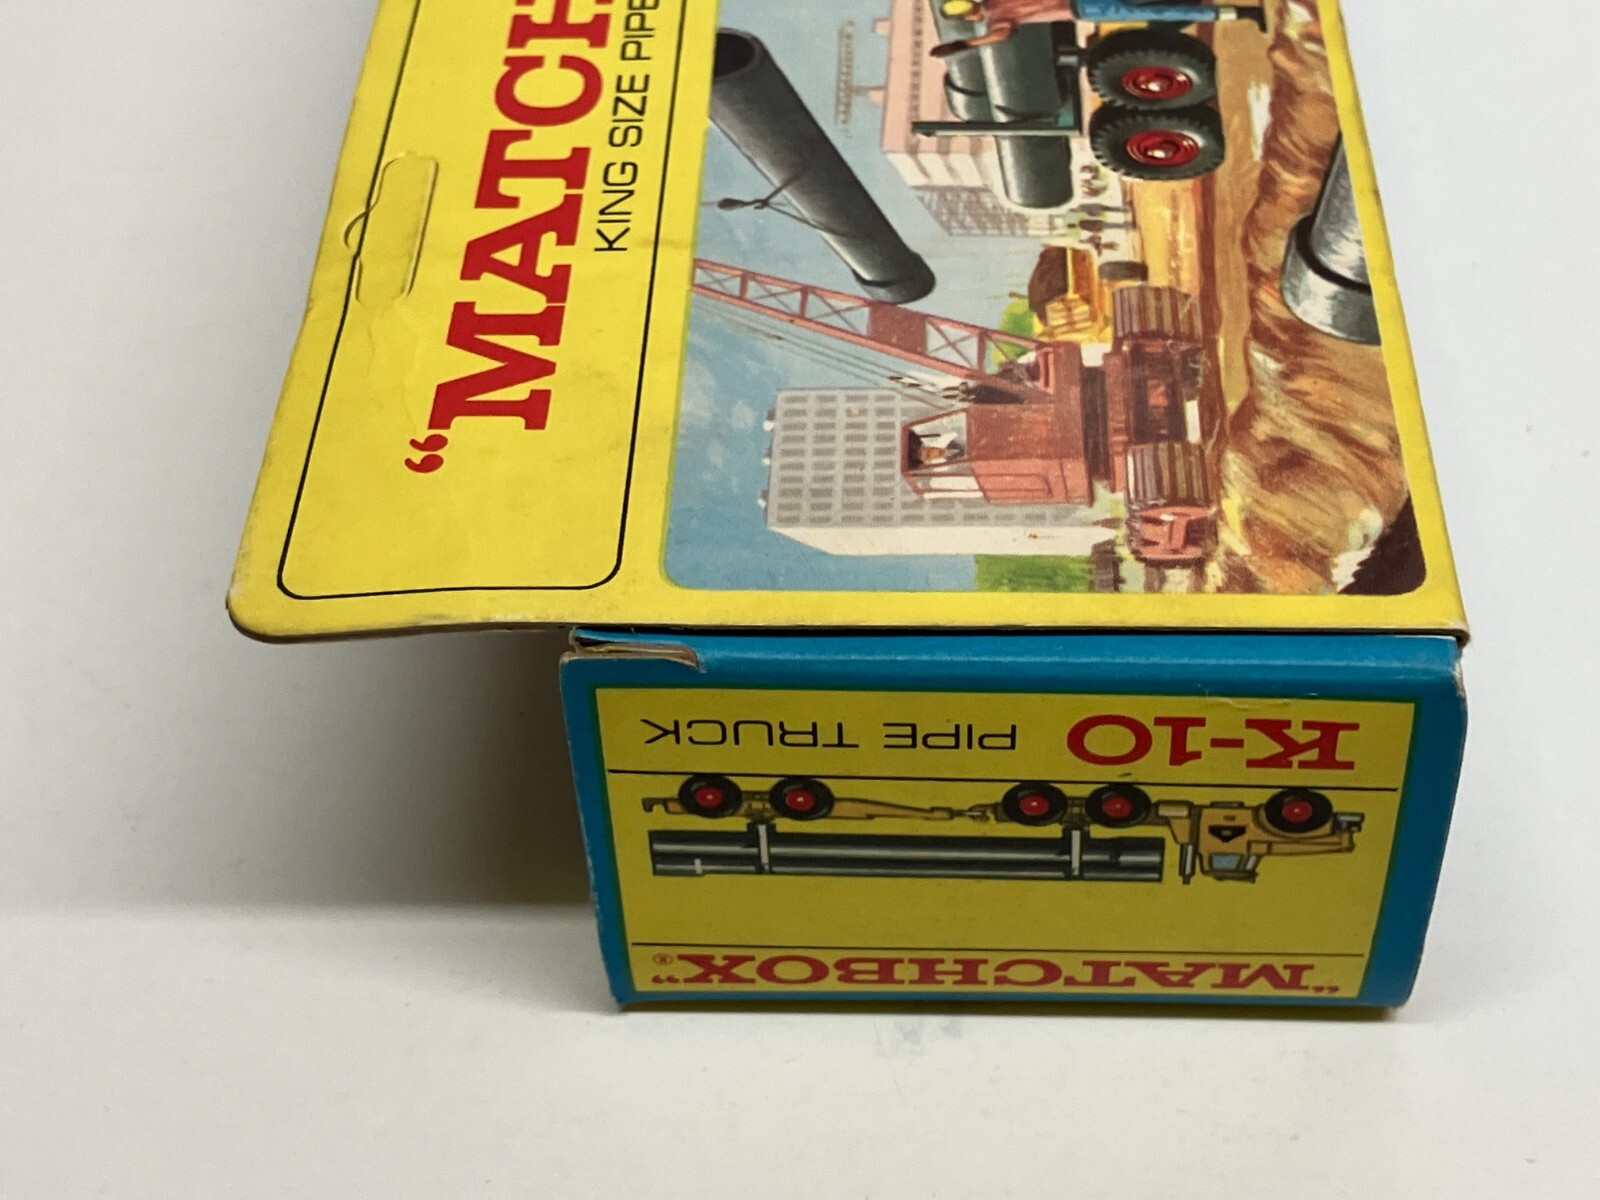 "MATCH
KING SIZE PIPE
K-10 PIPE TRUCK
"MATCHBOX"®